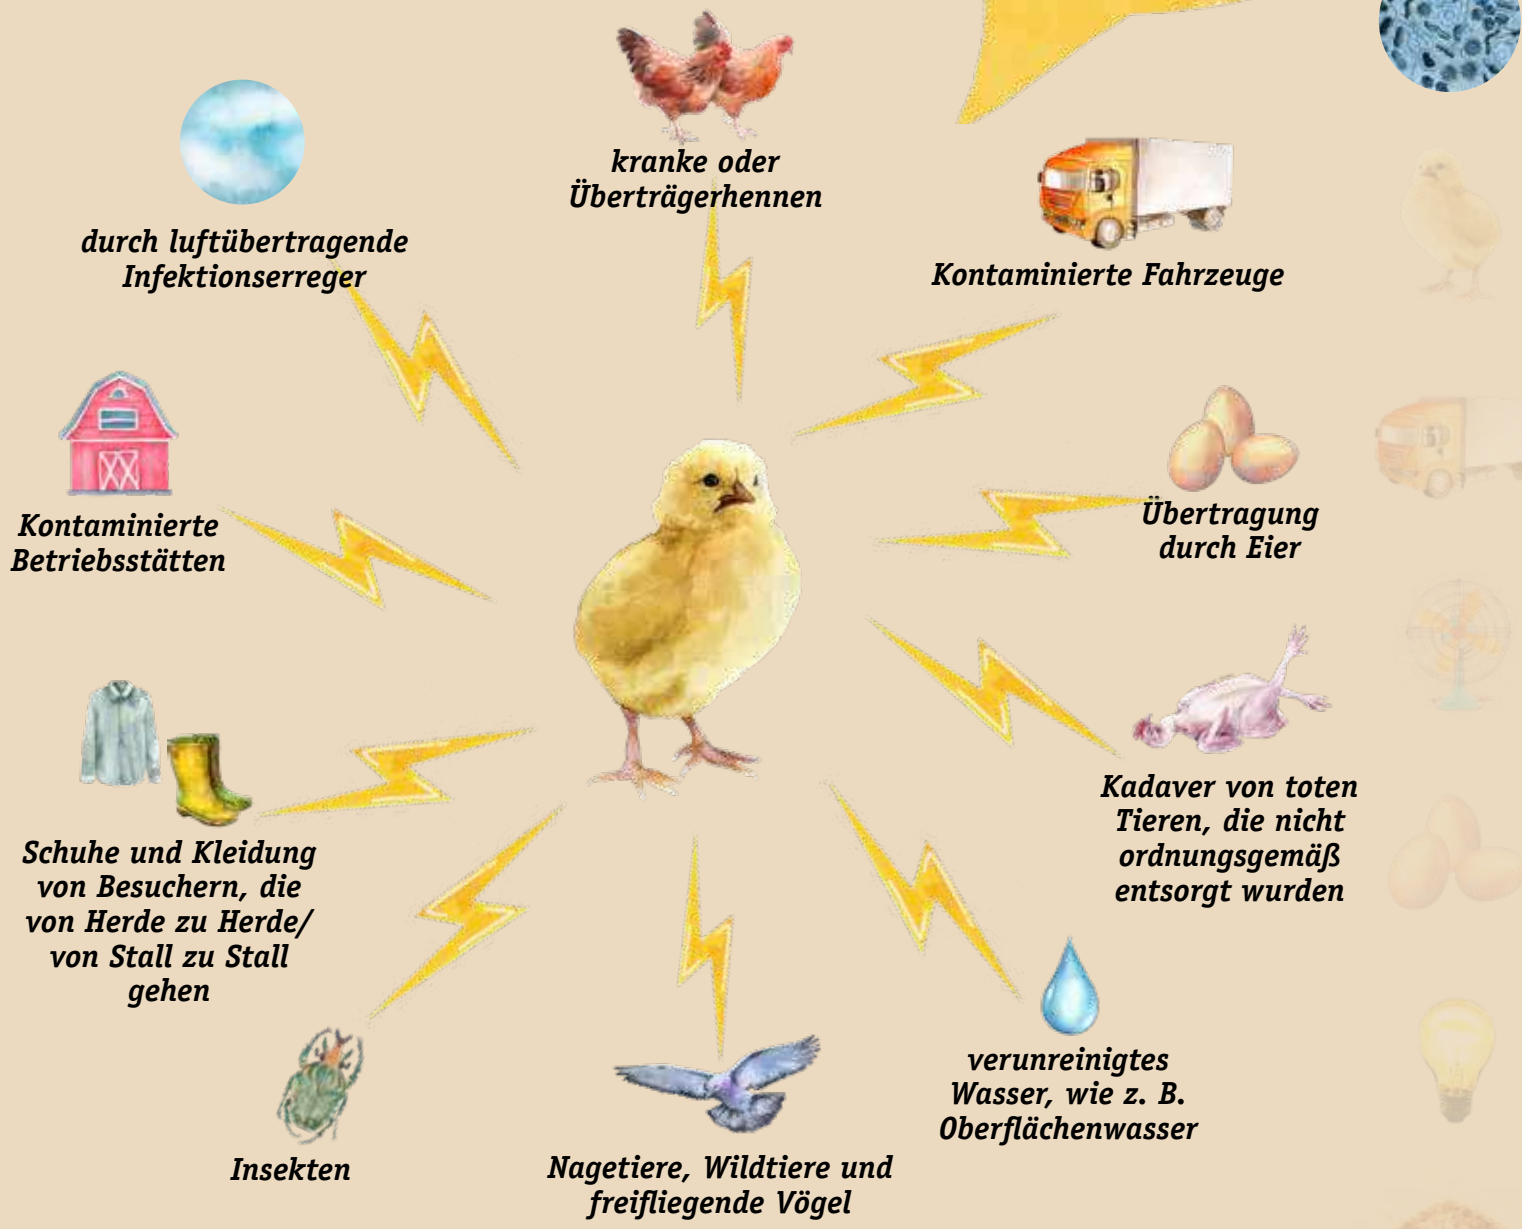 kranke oder
Überträgerhennen
durch luftübertragende
Infektionserreger
Kontaminierte Fahrzeuge
Kontaminierte
Betriebsstätten
Übertragung
durch Eier
Schuhe und Kleidung
von Besuchern, die
von Herde zu Herde/
von Stall zu Stall
gehen
Kadaver von toten
Tieren, die nicht
ordnungsgemäß
entsorgt wurden
Insekten
Nagetiere, Wildtiere und
freifliegende Vögel
verunreinigtes
Wasser, wie z. B.
Oberflächenwasser